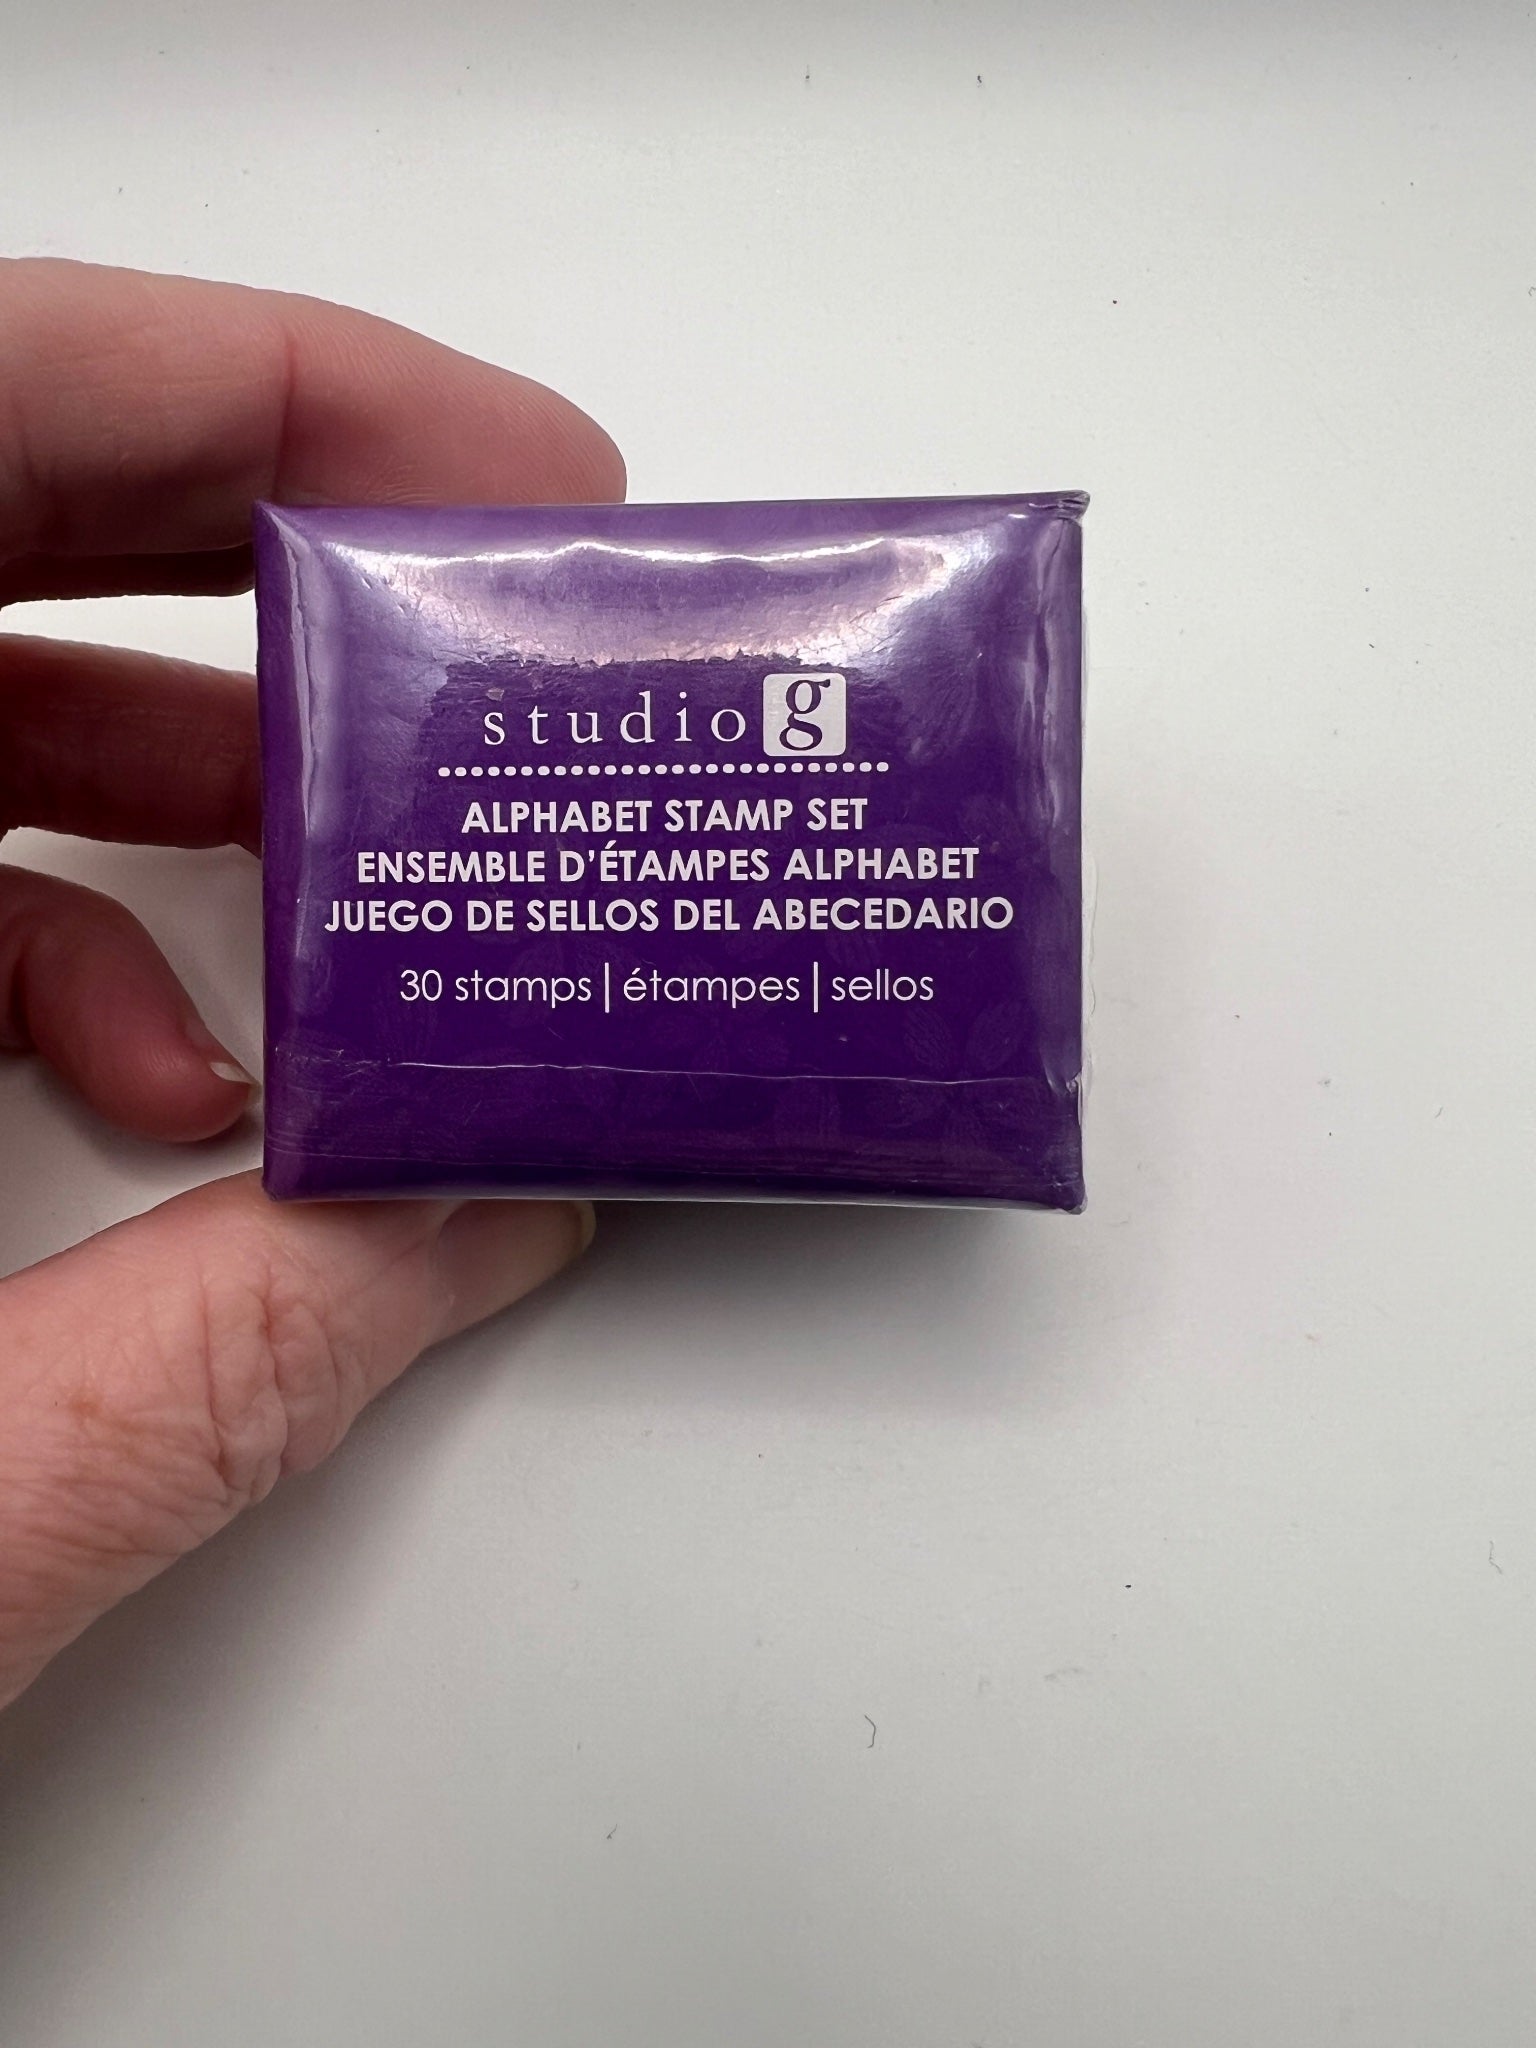 studio g
ALPHABET STAMP SET
ENSEMBLE D'ÉTAMPES ALPHABET
JUEGO DE SELLOS DEL ABECEDARIO
30 stamps | étampes | sellos